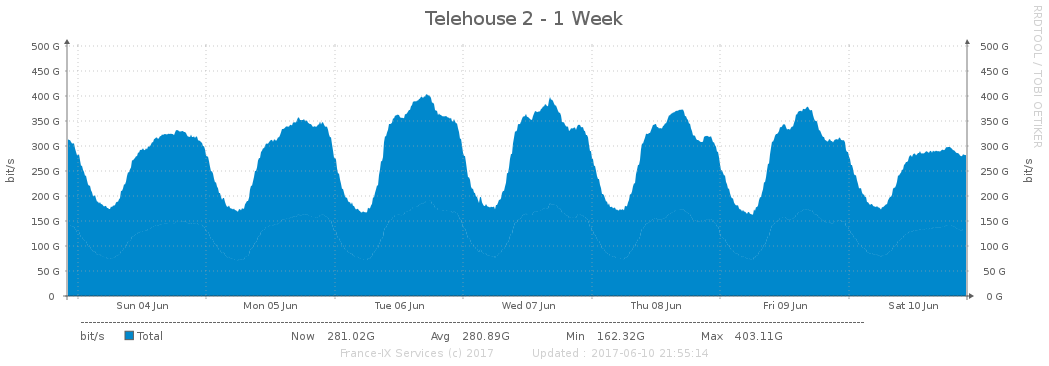 Telehouse 2 - 1 Week
RRDTOOL / TOBI OETIKER
500 G 500 G
450 G 450 G
400 G 400 G
350 G 350 G
300 G 300 G
250 G 250 G
200 G 200 G
150 G 150 G
100 G 100 G
50 G 50 G
0 0 G
bit/s
bit/s
Sun 04 Jun Mon 05 Jun Tue 06 Jun Wed 07 Jun Thu 08 Jun Fri 09 Jun Sat 10 Jun
bit/s Total Now 281.02G Avg 280.89G Min 162.32G Max 403.11G
France-IX Services (c) 2017 Updated : 2017-06-10 21:55:14